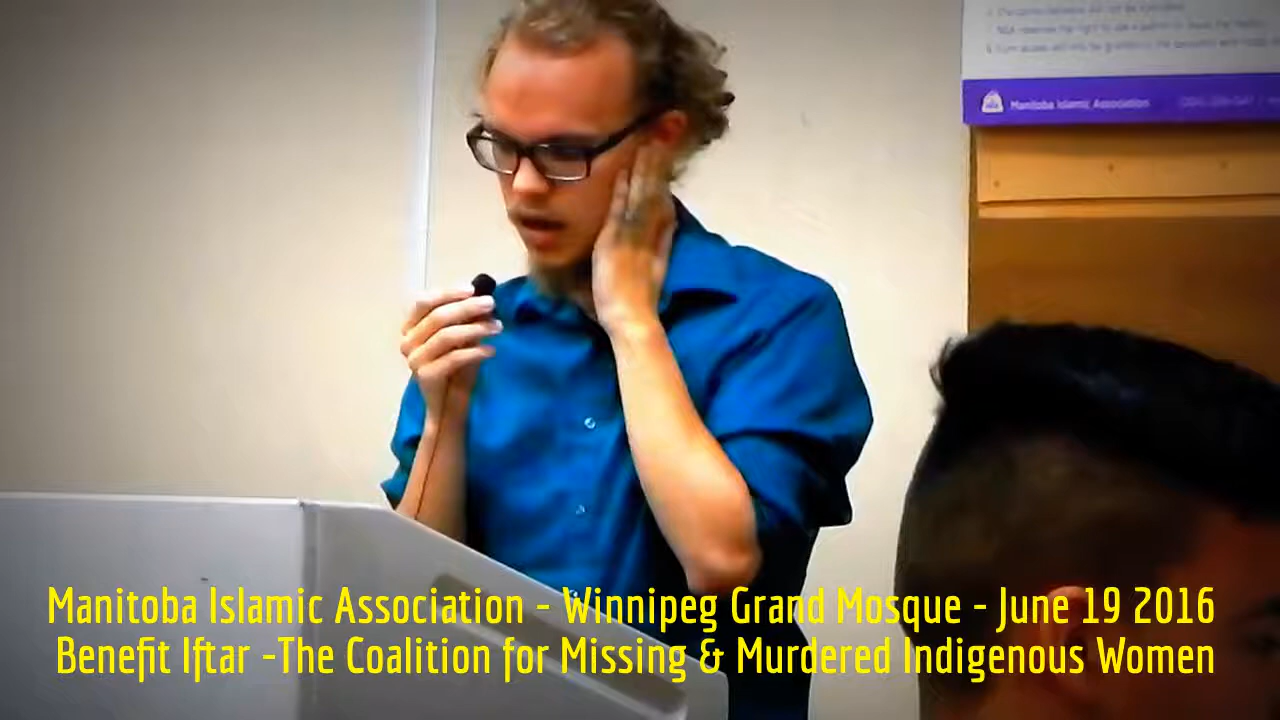 Manitoba Islamic Association
Manitoba Islamic Association - Winnipeg Grand Mosque - June 19 2016
Benefit Iftar -The Coalition for Missing & Murdered Indigenous Women